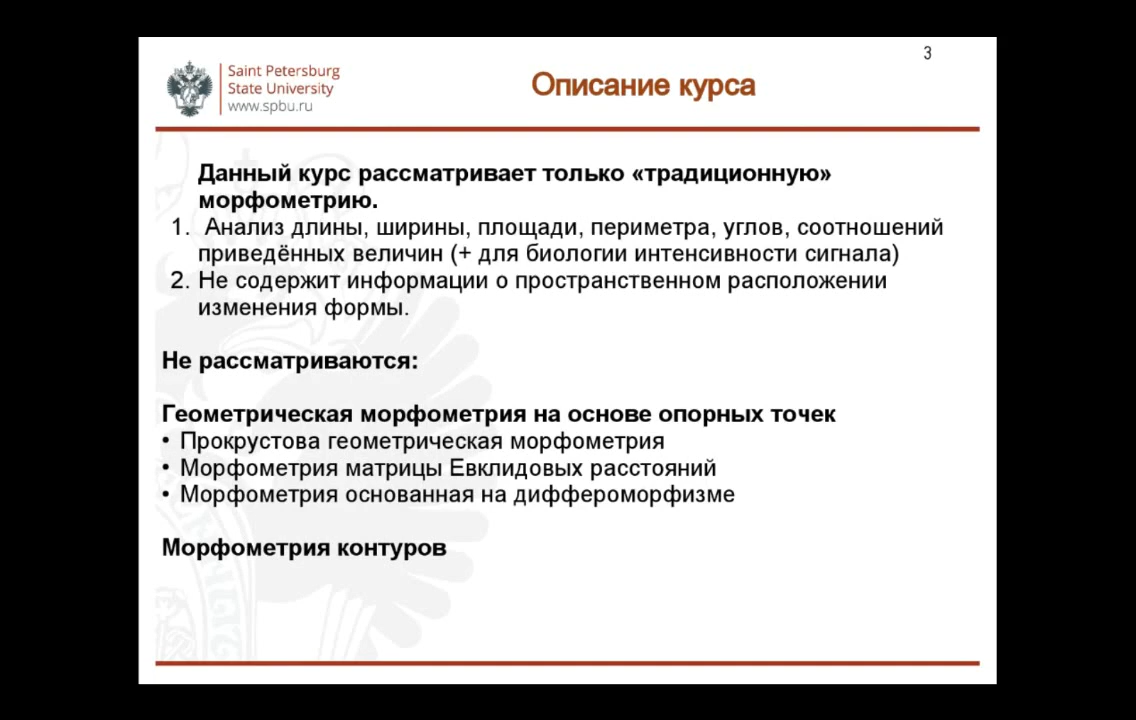 3
Saint Petersburg
State University
www.spbu.ru
Описание курса
Данный курс рассматривает только «традиционную»
морфометрию.
1. Анализ длины, ширины, площади, периметра, углов, соотношений
приведённых величин (+ для биологии интенсивности сигнала)
2. Не содержит информации о пространственном расположении
изменения формы.
Не рассматриваются:
Геометрическая морфометрия на основе опорных точек
• Прокрустова геометрическая морфометрия
• Морфометрия матрицы Евклидовых расстояний
• Морфометрия основанная на диффероморфизме
Морфометрия контуров